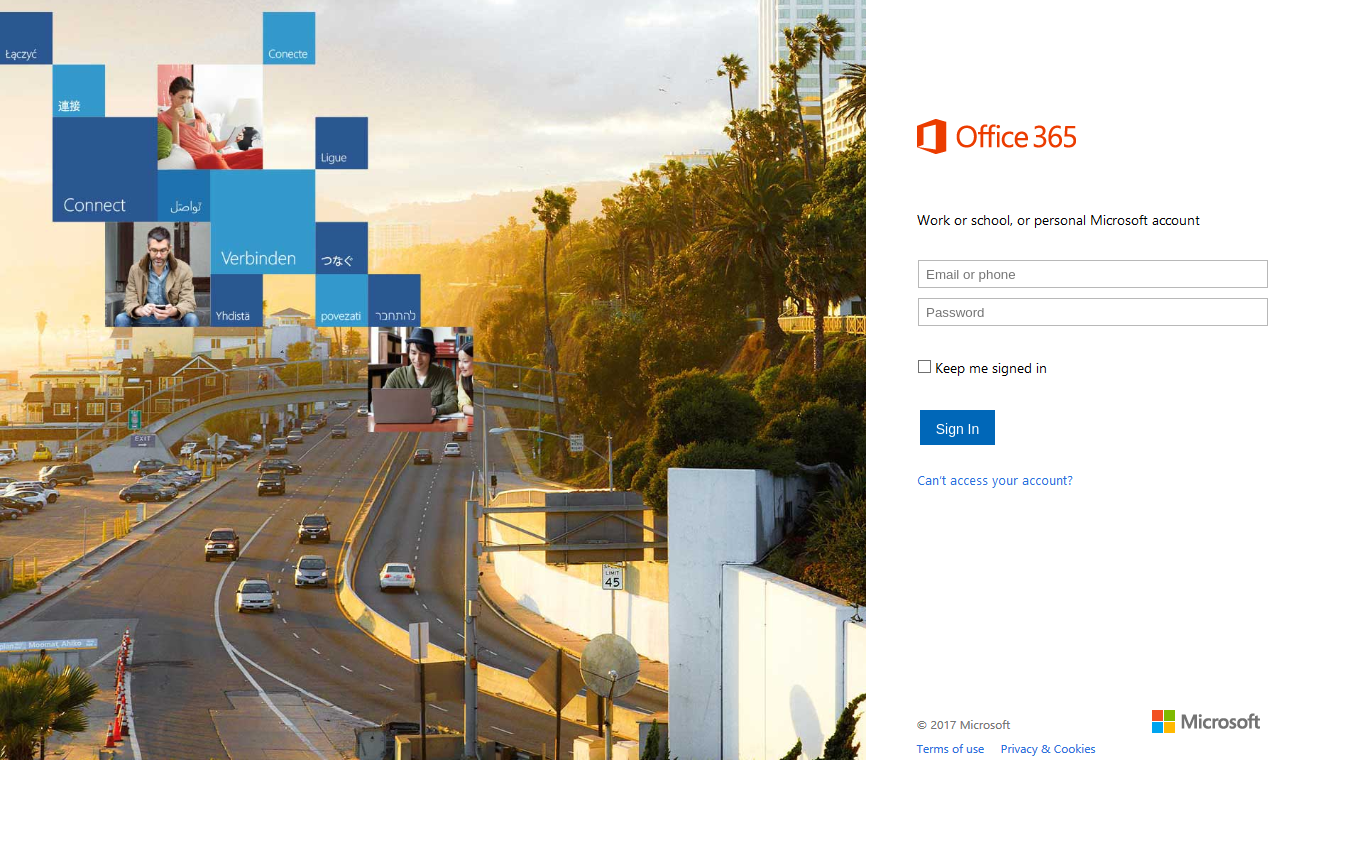 Łączyć
Conecte
連接
Ligue
Connect
تواصّل
Verbinden
つなぐ
Yhdistä
povezati
להתחבר
EXIT
LIMIT
45
Office 365
Work or school, or personal Microsoft account
Email or phone
Password
Keep me signed in
Sign In
Can't access your account?
© 2017 Microsoft
Microsoft
Terms of use
Privacy & Cookies